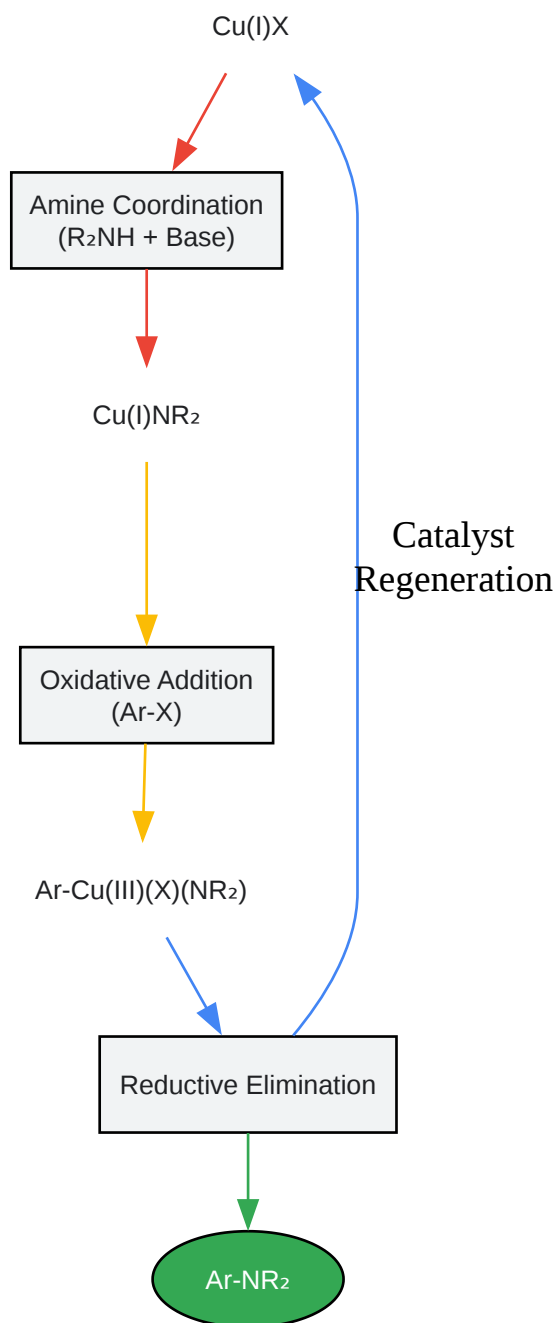 Cu(I)X
Amine Coordination
(R₂NH + Base)
Cu(I)NR₂
Catalyst
Regeneration
Oxidative Addition
(Ar-X)
Ar-Cu(III)(X)(NR₂)
Reductive Elimination
Ar-NR₂